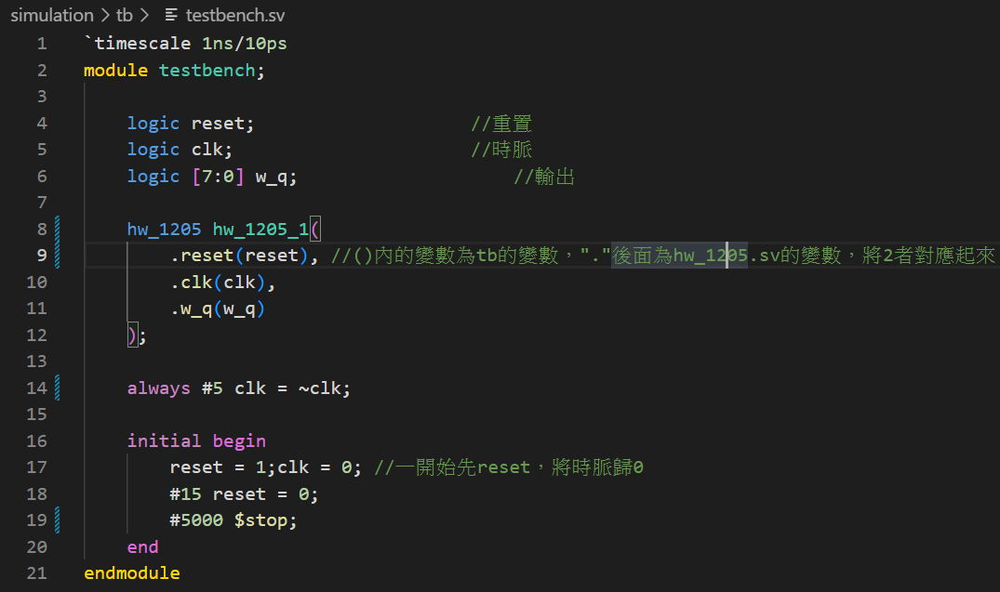 simulation > tb > testbench.sv
1 `timescale 1ns/10ps
2 module testbench;
3
4 logic reset; //重置
5 logic clk; //時脈
6 logic [7:0] w_q; //輸出
7
8 hw_1205 hw_1205_1(
9 .reset(reset), //()內的變數為tb的變數，"."後面為hw_1205.sv的變數，將2者對應起來
10 .clk(clk),
11 .w_q(w_q)
12 );
13
14 always #5 clk = ~clk;
15
16 initial begin
17 reset = 1;clk = 0; //一開始先reset，將時脈歸0
18 #15 reset = 0;
19 #5000 $stop;
20 end
21 endmodule